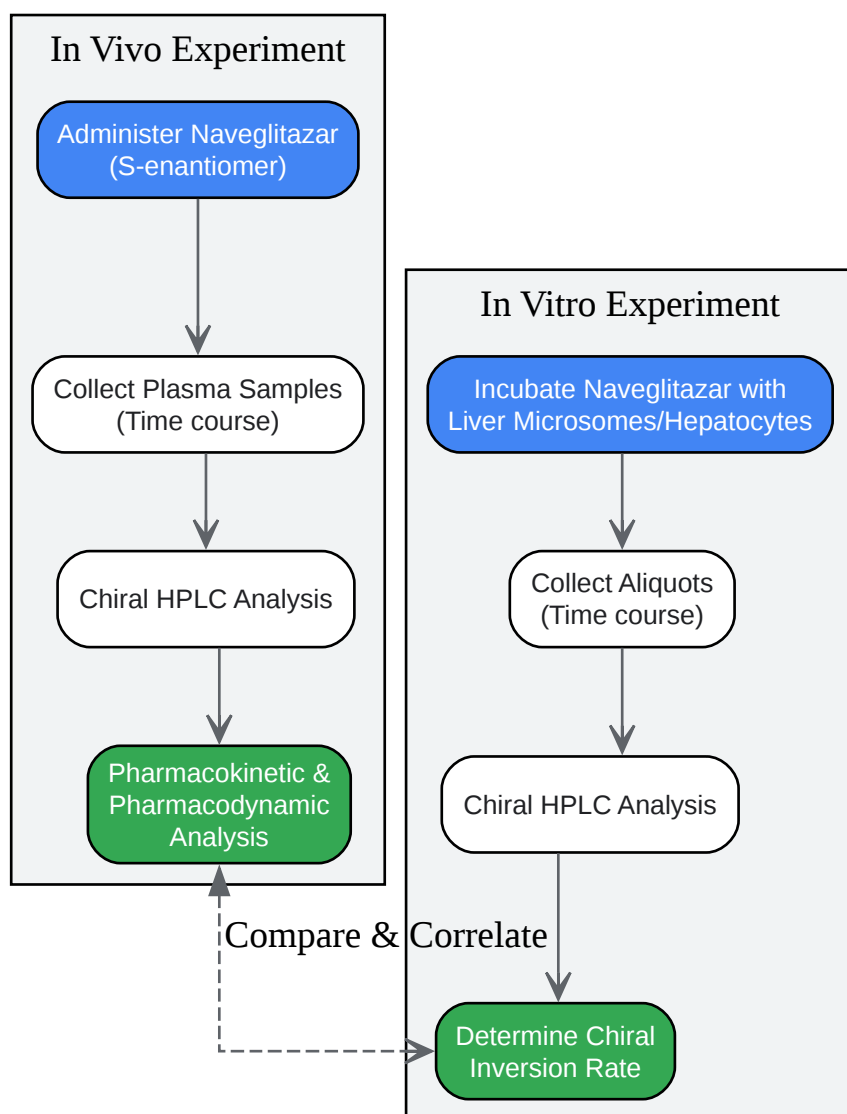 In Vivo Experiment
Administer Naveglitazar
(S-enantiomer)
Collect Plasma Samples
(Time course)
Chiral HPLC Analysis
Pharmacokinetic &
Pharmacodynamic
Analysis
In Vitro Experiment
Incubate Naveglitazar with
Liver Microsomes/Hepatocytes
Collect Aliquots
(Time course)
Chiral HPLC Analysis
Compare & Correlate
Determine Chiral
Inversion Rate